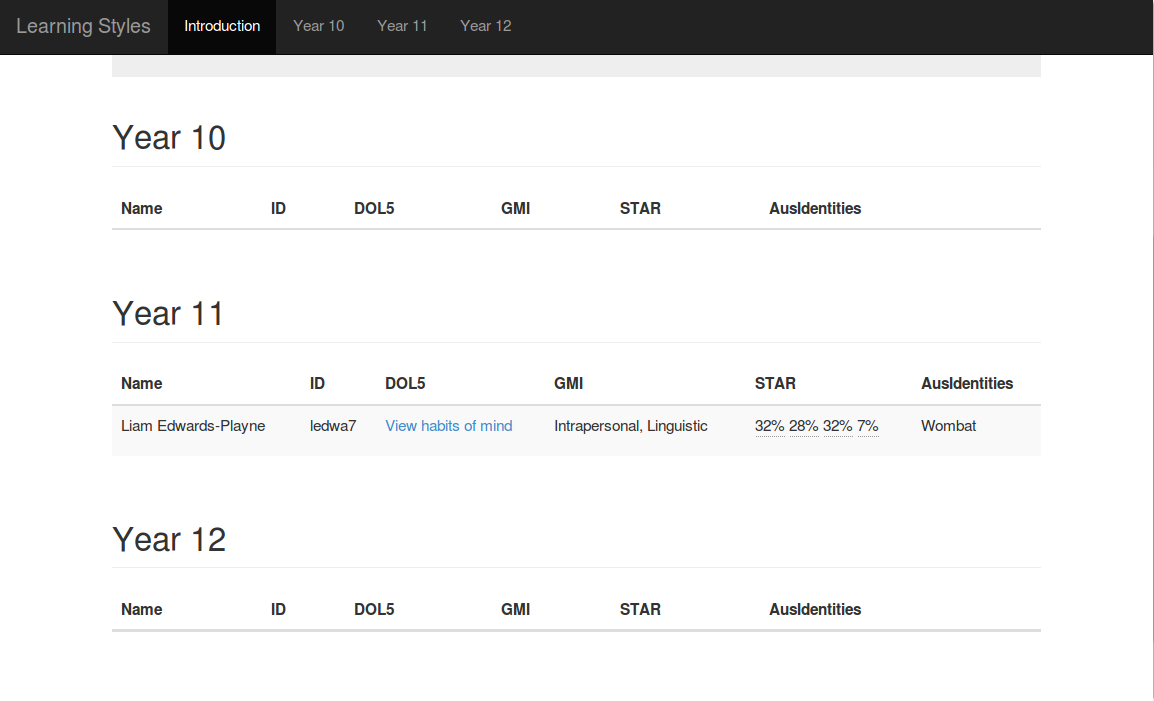 Learning Styles Introduction Year 10 Year 11 Year 12
Year 10
Name ID DOL5 GMI STAR AusIdentities
Year 11
Name ID DOL5 GMI STAR AusIdentities
Liam Edwards-Playne ledwa7 View habits of mind Intrapersonal, Linguistic 32% 28% 32% 7% Wombat
Year 12
Name ID DOL5 GMI STAR AusIdentities